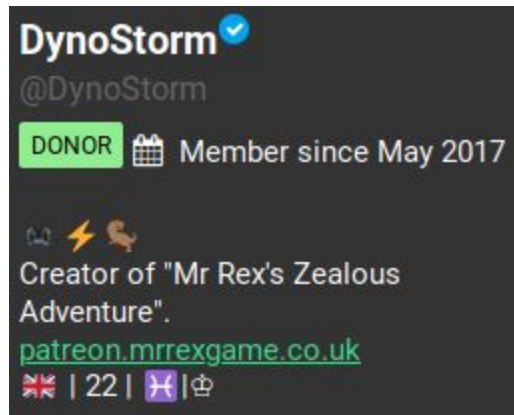 DynoStorm
@DynoStorm
DONOR Member since May 2017
⚡🦖
Creator of "Mr Rex's Zealous
Adventure".
patreon.mrrexgame.co.uk
🇬🇧 | 22 | ♓|♔